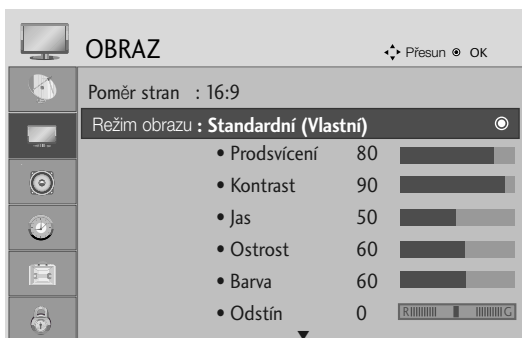 OBRAZ Přesun OK
Poměr stran : 16:9
Režim obrazu : Standardní (Vlastní)
• Prodsvícení 80
• Kontrast 90
• Jas 50
• Ostrost 60
• Barva 60
• Odstín 0 R G